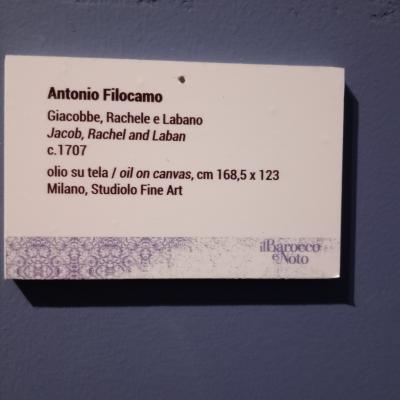 Antonio Filocamo
Giacobbe, Rachele e Labano
Jacob, Rachel and Laban
c.1707
olio su tela / oil on canvas, cm 168,5 x 123
Milano, Studiolo Fine Art
il Barocco
è Noto